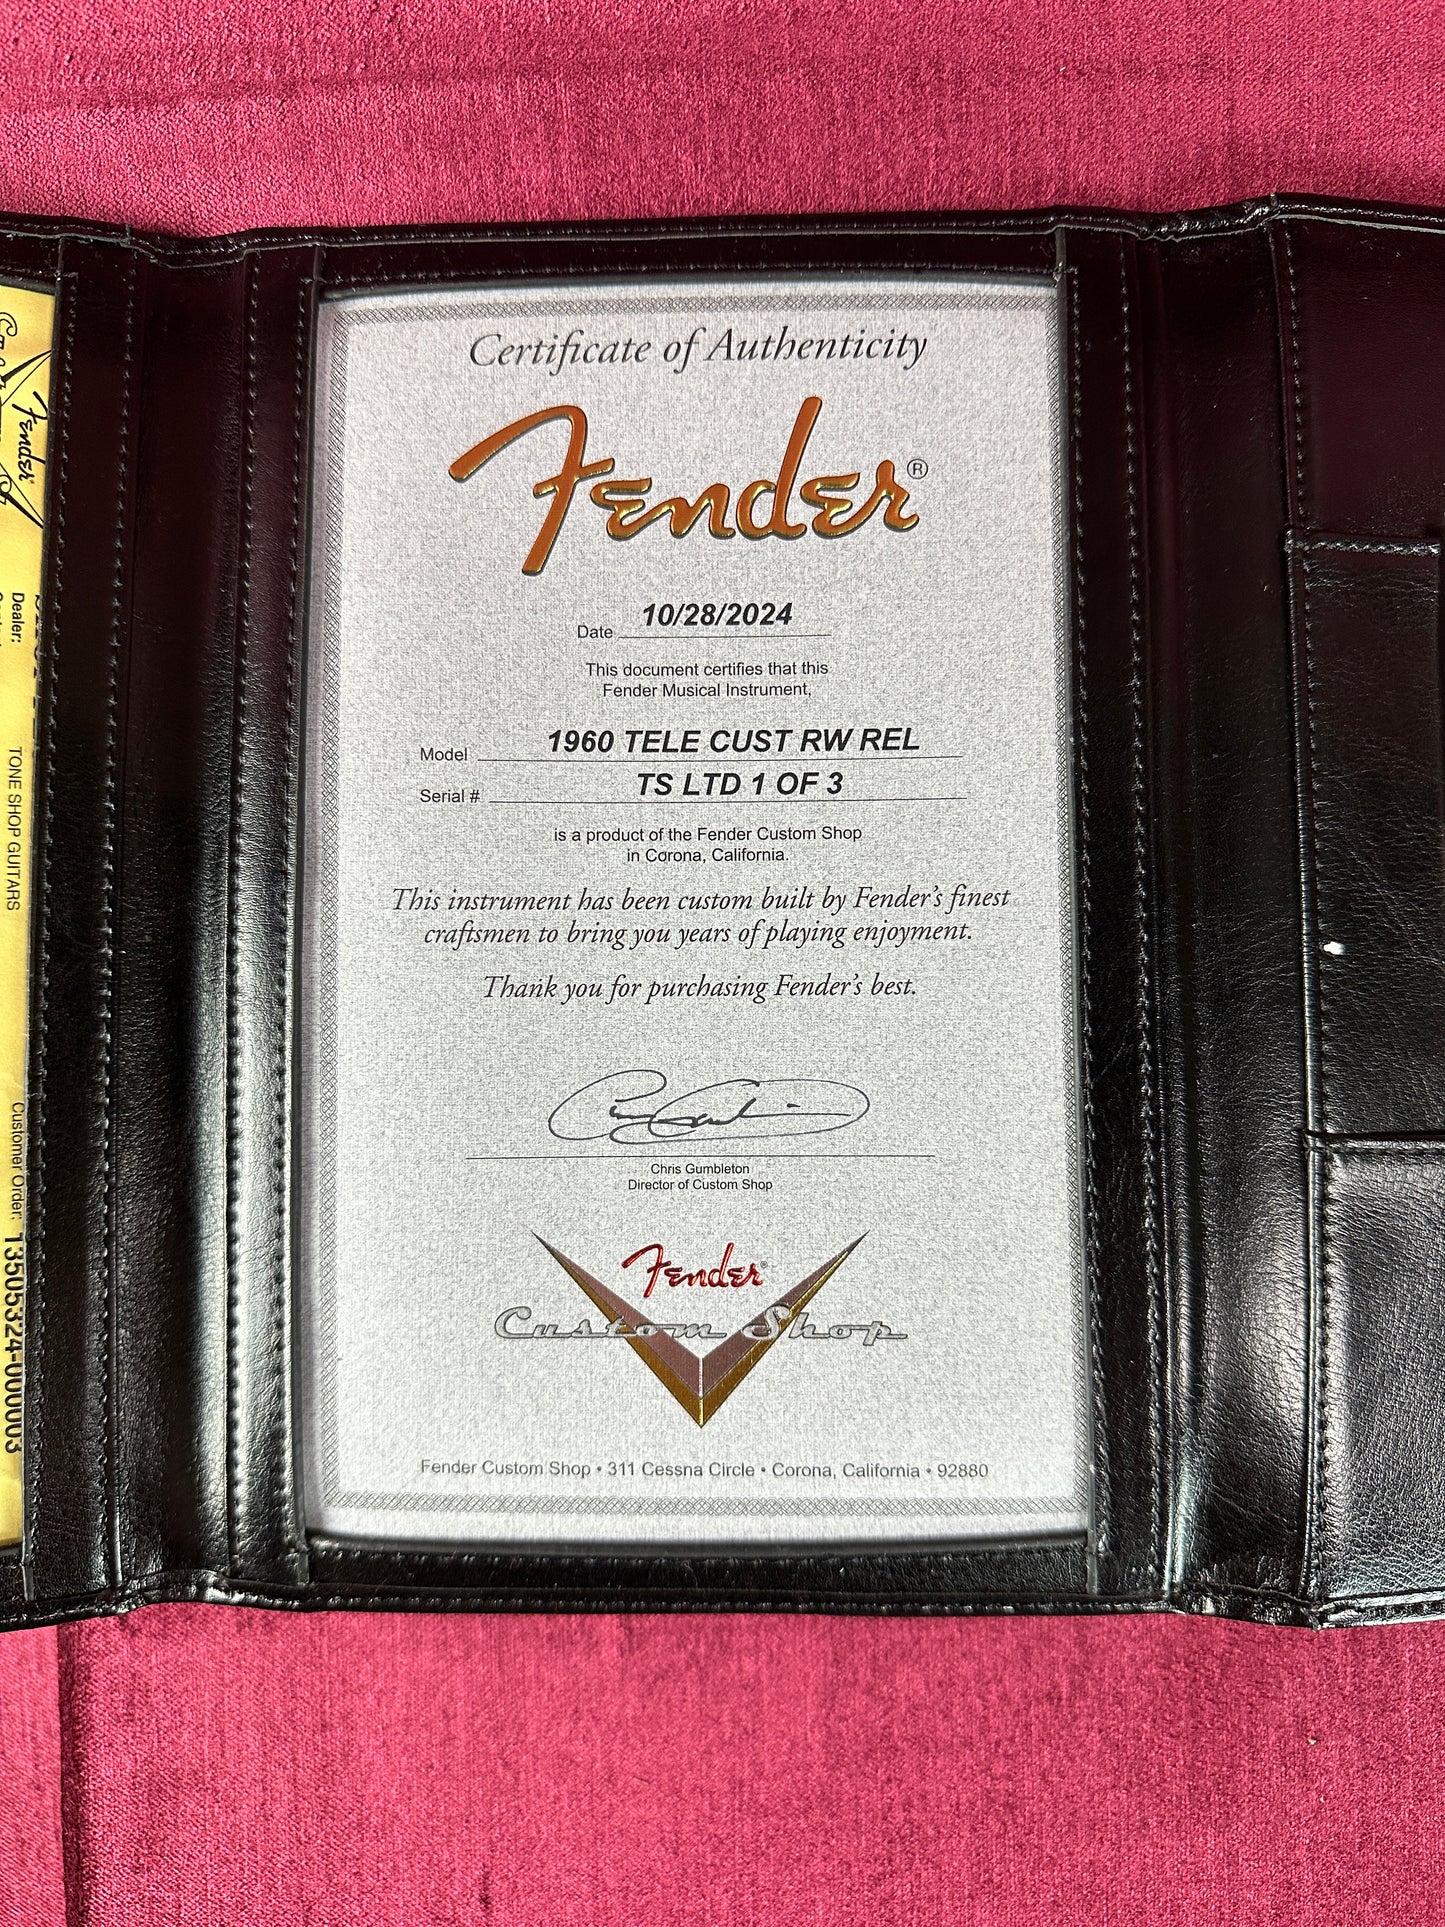 Certificate of Authenticity
Fender®
Date 10/28/2024
This document certifies that this
Fender Musical Instrument,
Model 1960 TELE CUST RW REL
Serial # TS LTD 1 OF 3
is a product of the Fender Custom Shop
in Corona, California.
This instrument has been custom built by Fender's finest
craftsmen to bring you years of playing enjoyment.
Thank you for purchasing Fender's best.
Chris Gumbleton
Director of Custom Shop
Fender®
Custom Shop
Fender Custom Shop • 311 Cessna Circle • Corona, California • 92880
Fender
Dealer: TONE SHOP GUITARS
Customer Order: 13505324-000003